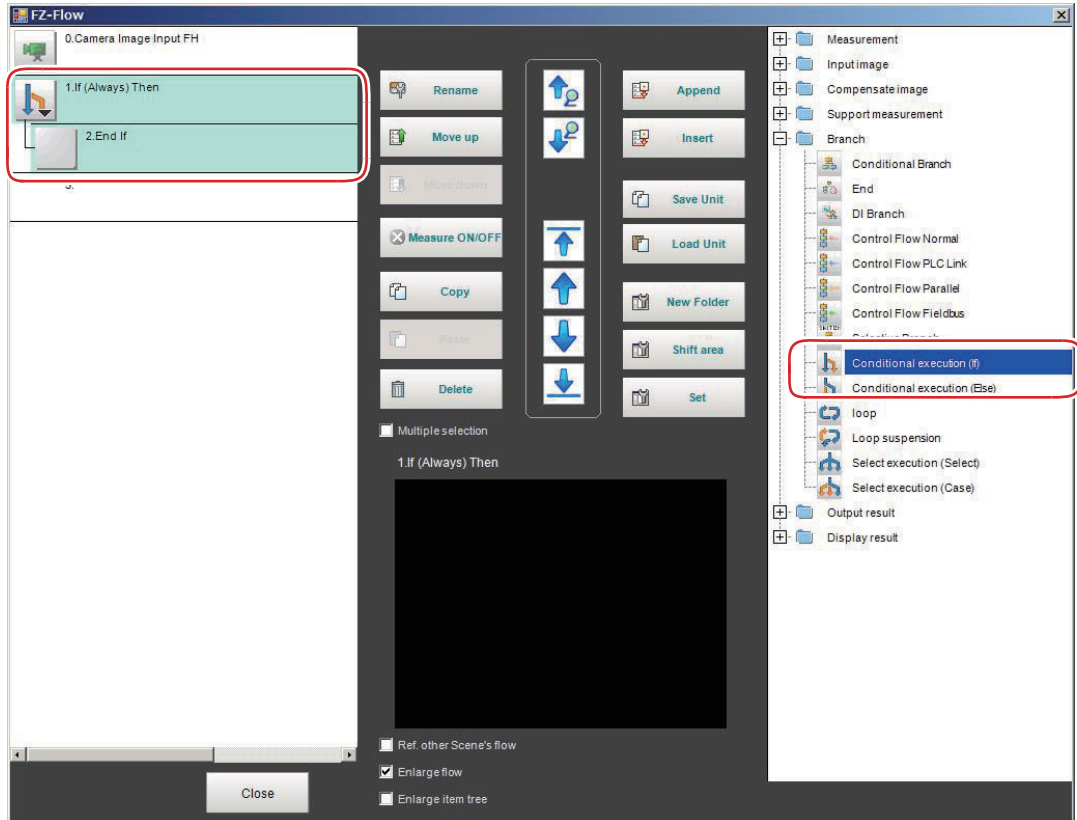 FZ-Flow
0.Camera Image Input FH
1.If (Always) Then
2.End If
3.
Rename
Move up
Move down
Measure ON/OFF
Copy
Paste
Delete
Append
Insert
Save Unit
Load Unit
New Folder
Shift area
Set
Multiple selection
1.If (Always) Then
Ref. other Scene's flow
Enlarge flow
Enlarge item tree
Close
Measurement
Input image
Compensate image
Support measurement
Branch
Conditional Branch
End
DI Branch
Control Flow Normal
Control Flow PLC Link
Control Flow Parallel
Control Flow Fieldbus
Selective Branch
Conditional execution (If)
Conditional execution (Else)
loop
Loop suspension
Select execution (Select)
Select execution (Case)
Output result
Display result